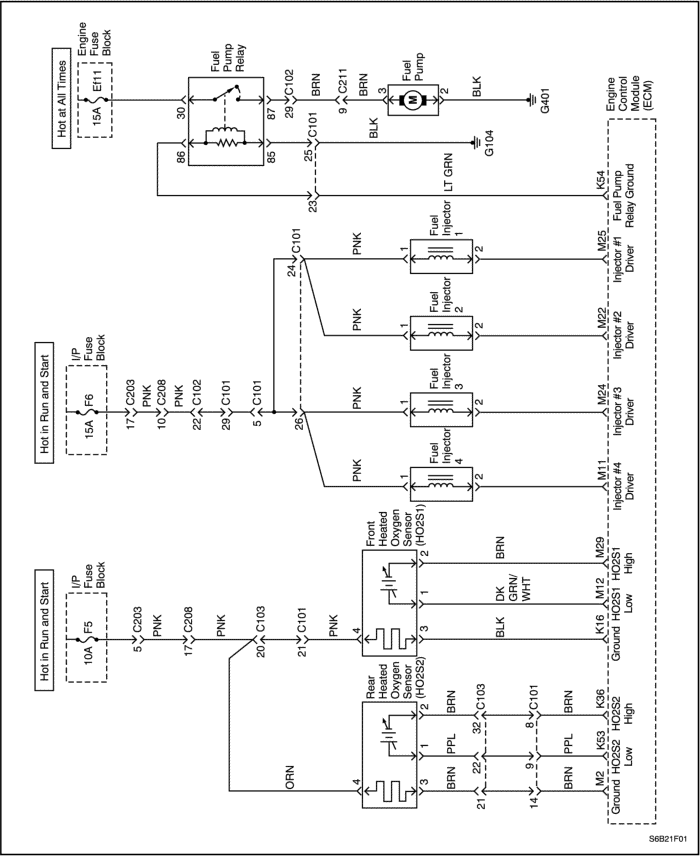 Hot at All Times
Engine
Fuse
Block
Ef11
15A
Fuel
Pump
Relay
30
87
86
85
29
C102
BRN
9
C211
BRN
3
Fuel
Pump
M
2
BLK
G401
25
C101
BLK
G104
23
LT GRN
K54
Fuel Pump
Relay Ground
Engine
Control
Module
(ECM)
Hot in Run and Start
I/P
Fuse
Block
F6
15A
17
C203
PNK
10
C208
PNK
22
C102
29
C101
5
C101
24
C101
26
PNK
1
Fuel
Injector
1
2
M25
Injector #1
Driver
PNK
1
Fuel
Injector
2
2
M22
Injector #2
Driver
PNK
1
Fuel
Injector
3
2
M24
Injector #3
Driver
PNK
1
Fuel
Injector
4
2
M11
Injector #4
Driver
Hot in Run and Start
I/P
Fuse
Block
F5
10A
5
C203
PNK
17
C208
PNK
20
C103
21
C101
PNK
4
Front
Heated
Oxygen
Sensor
(HO2S1)
2
1
3
BRN
DK
GRN/
WHT
BLK
M29
HO2S1
High
M12
HO2S1
Low
K16
Ground
ORN
4
Rear
Heated
Oxygen
Sensor
(HO2S2)
2
1
3
BRN
PPL
BRN
32
C103
22
21
8
C101
9
14
BRN
PPL
BRN
K36
HO2S2
High
K53
HO2S2
Low
M2
Ground
S6B21F01